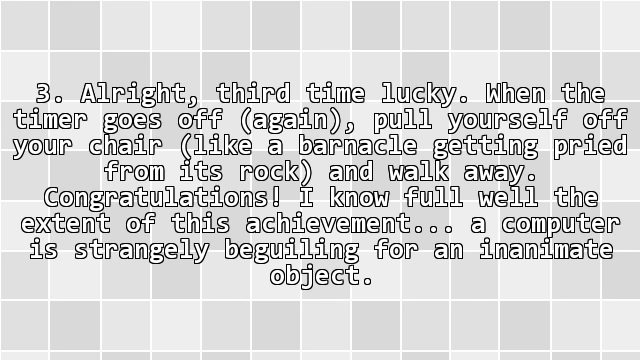 3. Alright, third time lucky. When the
timer goes off (again), pull yourself off
your chair (like a barnacle getting pried
from its rock) and walk away.
Congratulations! I know full well the
extent of this achievement... a computer
is strangely beguiling for an inanimate
object.